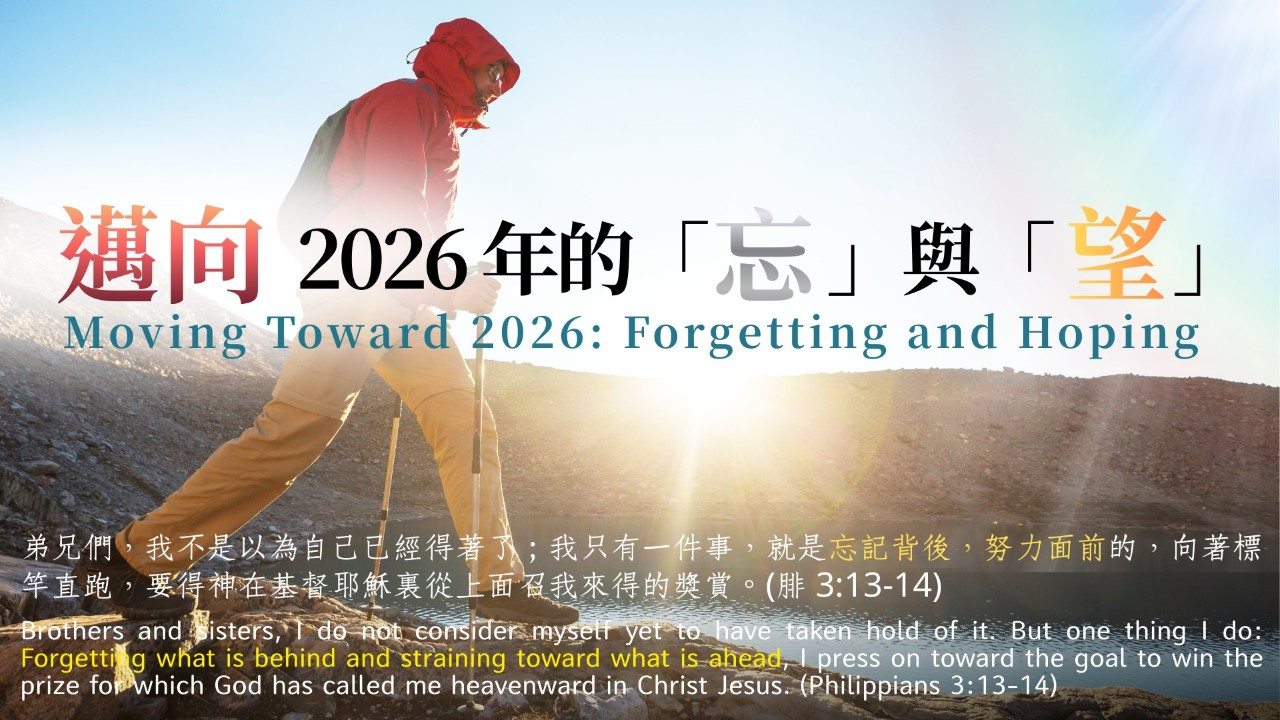 邁向 2026 年的「忘」與「望」
Moving Toward 2026: Forgetting and Hoping
弟兄們，我不是以為自己已經得著了；我只有一件事，就是忘記背後，努力面前的，向著標
竿直跑，要得神在基督耶穌裏從上面召我來得的獎賞。(腓 3:13-14)
Brothers and sisters, I do not consider myself yet to have taken hold of it. But one thing I do:
Forgetting what is behind and straining toward what is ahead, I press on toward the goal to win the
prize for which God has called me heavenward in Christ Jesus. (Philippians 3:13-14)